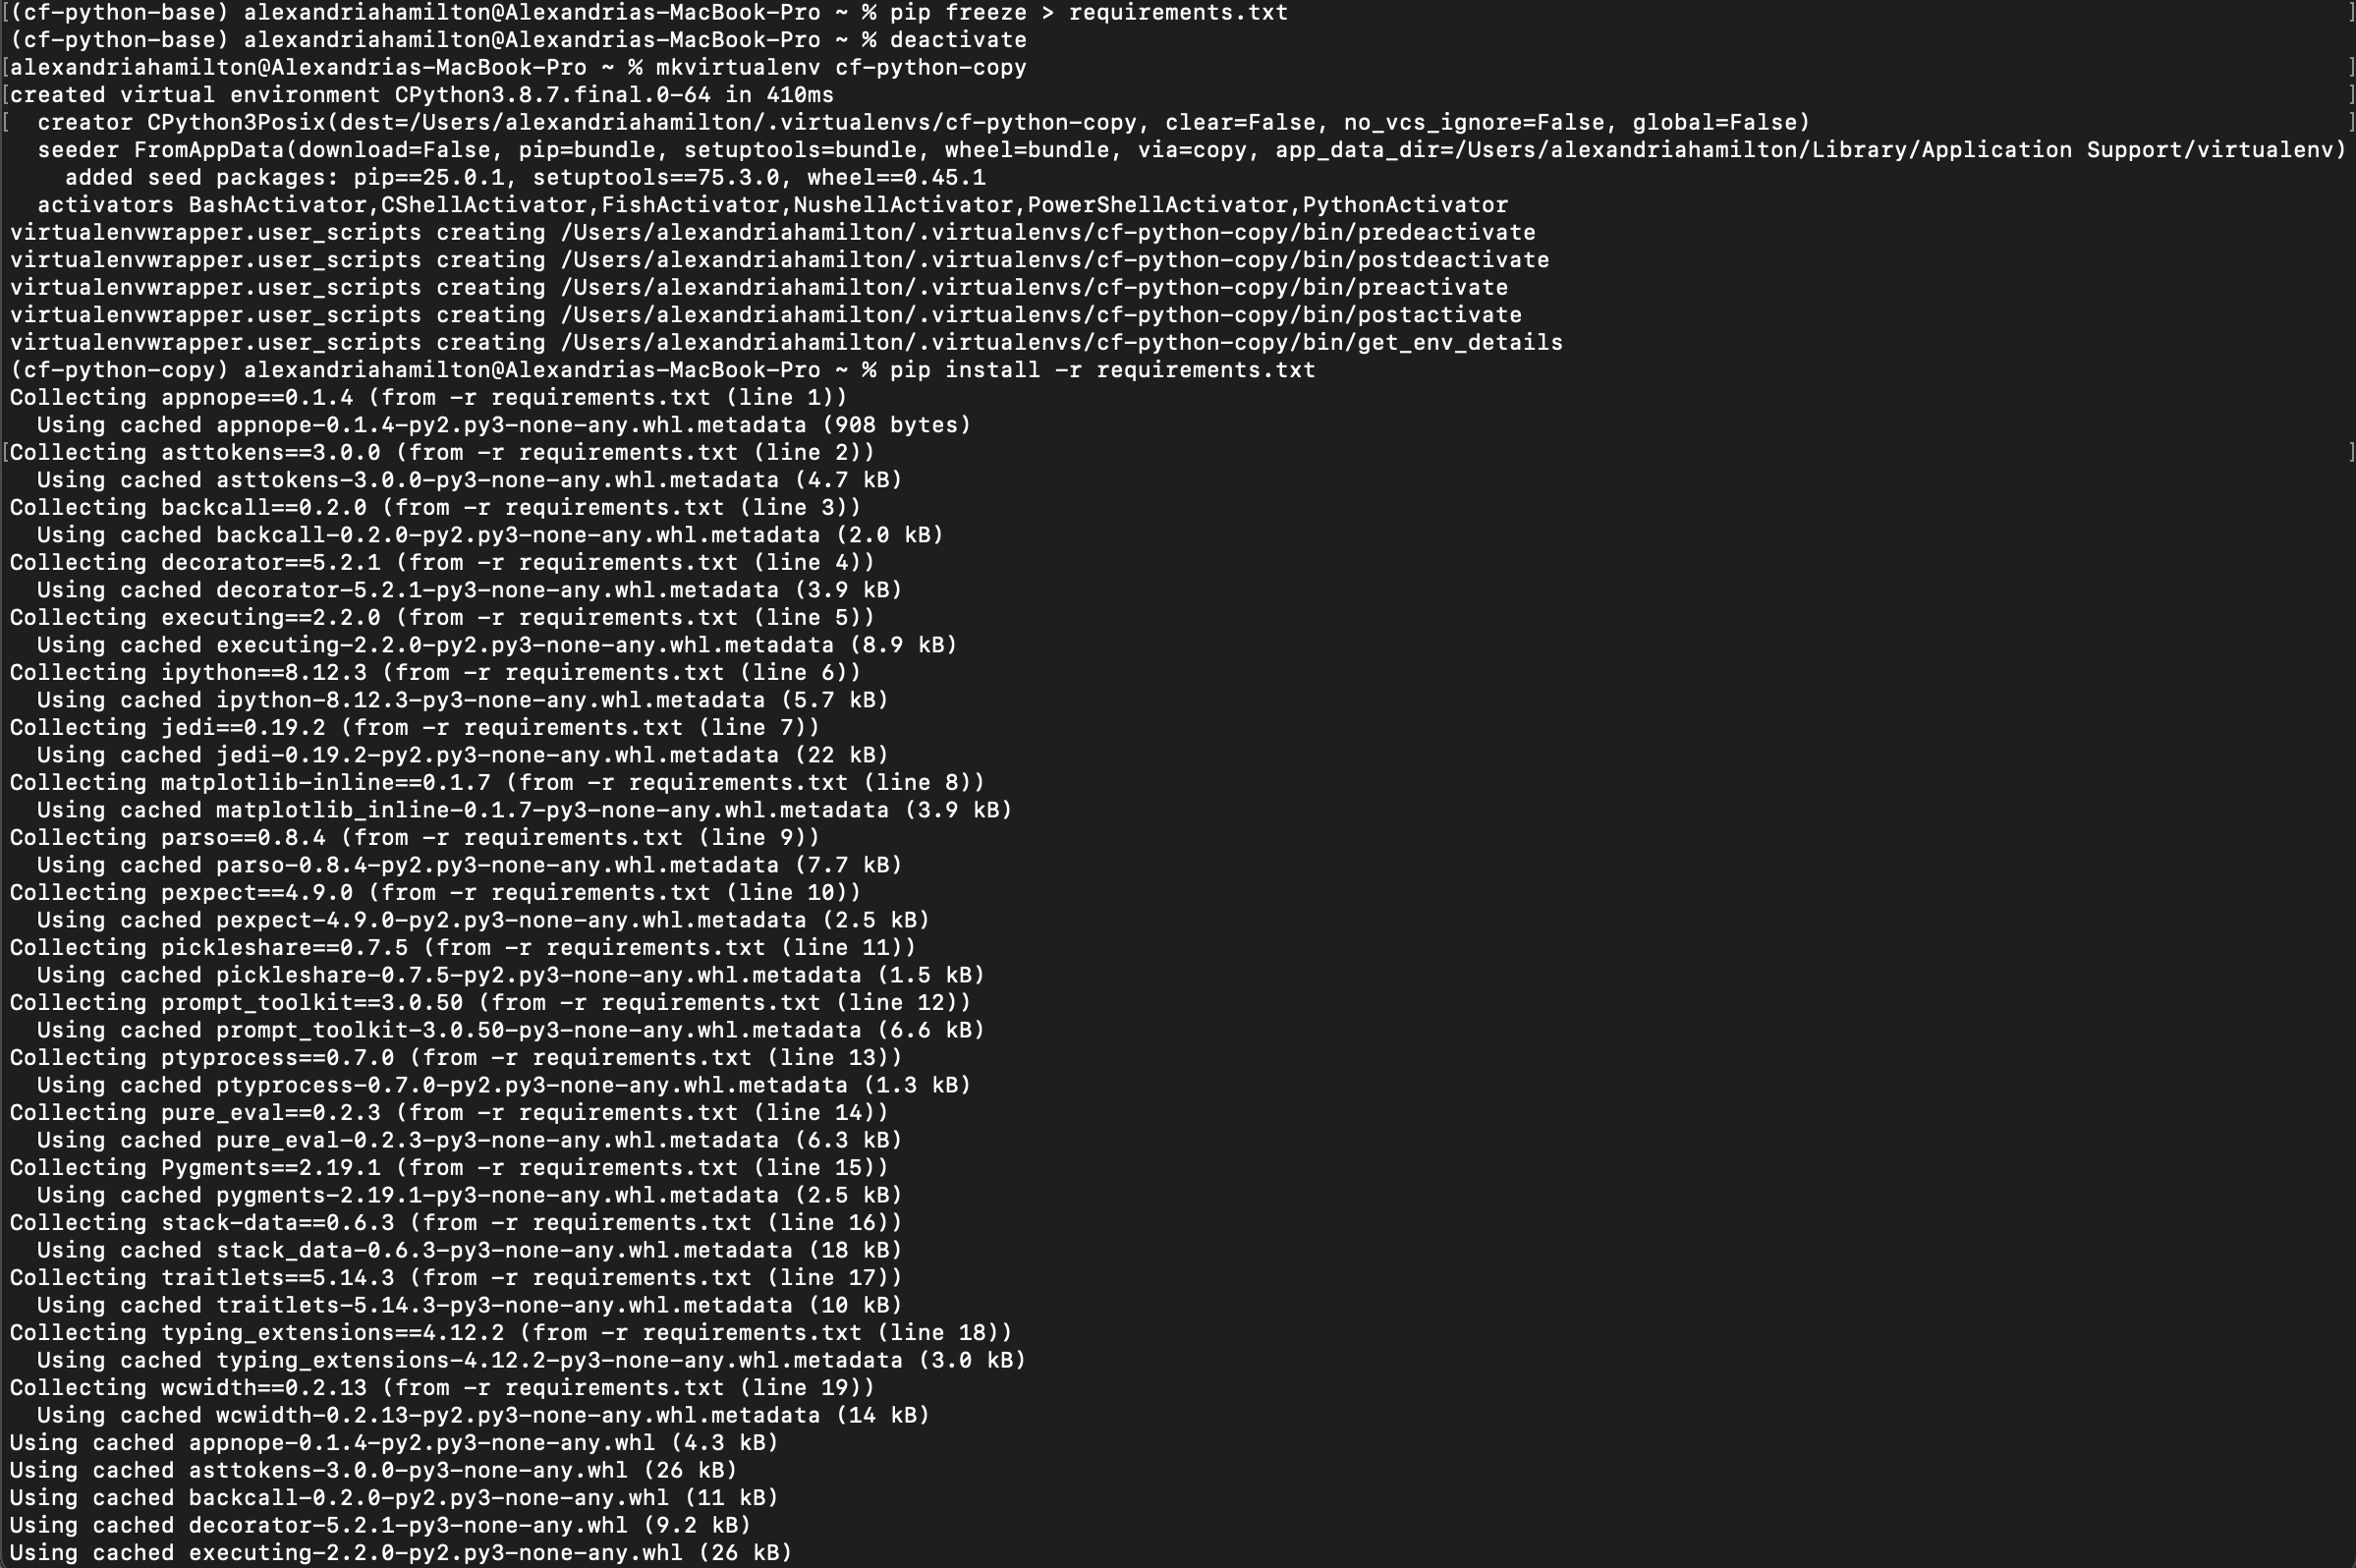 [(cf-python-base) alexandriahamilton@Alexandrias-MacBook-Pro ~ % pip freeze > requirements.txt ]
(cf-python-base) alexandriahamilton@Alexandrias-MacBook-Pro ~ % deactivate
[alexandriahamilton@Alexandrias-MacBook-Pro ~ % mkvirtualenv cf-python-copy ]
[created virtual environment CPython3.8.7.final.0-64 in 410ms ]
[  creator CPython3Posix(dest=/Users/alexandriahamilton/.virtualenvs/cf-python-copy, clear=False, no_vcs_ignore=False, global=False) ]
  seeder FromAppData(download=False, pip=bundle, setuptools=bundle, wheel=bundle, via=copy, app_data_dir=/Users/alexandriahamilton/Library/Application Support/virtualenv)
    added seed packages: pip==25.0.1, setuptools==75.3.0, wheel==0.45.1
  activators BashActivator,CShellActivator,FishActivator,NushellActivator,PowerShellActivator,PythonActivator
virtualenvwrapper.user_scripts creating /Users/alexandriahamilton/.virtualenvs/cf-python-copy/bin/predeactivate
virtualenvwrapper.user_scripts creating /Users/alexandriahamilton/.virtualenvs/cf-python-copy/bin/postdeactivate
virtualenvwrapper.user_scripts creating /Users/alexandriahamilton/.virtualenvs/cf-python-copy/bin/preactivate
virtualenvwrapper.user_scripts creating /Users/alexandriahamilton/.virtualenvs/cf-python-copy/bin/postactivate
virtualenvwrapper.user_scripts creating /Users/alexandriahamilton/.virtualenvs/cf-python-copy/bin/get_env_details
(cf-python-copy) alexandriahamilton@Alexandrias-MacBook-Pro ~ % pip install -r requirements.txt
Collecting appnope==0.1.4 (from -r requirements.txt (line 1))
  Using cached appnope-0.1.4-py2.py3-none-any.whl.metadata (908 bytes)
[Collecting asttokens==3.0.0 (from -r requirements.txt (line 2)) ]
  Using cached asttokens-3.0.0-py3-none-any.whl.metadata (4.7 kB)
Collecting backcall==0.2.0 (from -r requirements.txt (line 3))
  Using cached backcall-0.2.0-py2.py3-none-any.whl.metadata (2.0 kB)
Collecting decorator==5.2.1 (from -r requirements.txt (line 4))
  Using cached decorator-5.2.1-py3-none-any.whl.metadata (3.9 kB)
Collecting executing==2.2.0 (from -r requirements.txt (line 5))
  Using cached executing-2.2.0-py2.py3-none-any.whl.metadata (8.9 kB)
Collecting ipython==8.12.3 (from -r requirements.txt (line 6))
  Using cached ipython-8.12.3-py3-none-any.whl.metadata (5.7 kB)
Collecting jedi==0.19.2 (from -r requirements.txt (line 7))
  Using cached jedi-0.19.2-py2.py3-none-any.whl.metadata (22 kB)
Collecting matplotlib-inline==0.1.7 (from -r requirements.txt (line 8))
  Using cached matplotlib_inline-0.1.7-py3-none-any.whl.metadata (3.9 kB)
Collecting parso==0.8.4 (from -r requirements.txt (line 9))
  Using cached parso-0.8.4-py2.py3-none-any.whl.metadata (7.7 kB)
Collecting pexpect==4.9.0 (from -r requirements.txt (line 10))
  Using cached pexpect-4.9.0-py2.py3-none-any.whl.metadata (2.5 kB)
Collecting pickleshare==0.7.5 (from -r requirements.txt (line 11))
  Using cached pickleshare-0.7.5-py2.py3-none-any.whl.metadata (1.5 kB)
Collecting prompt_toolkit==3.0.50 (from -r requirements.txt (line 12))
  Using cached prompt_toolkit-3.0.50-py3-none-any.whl.metadata (6.6 kB)
Collecting ptyprocess==0.7.0 (from -r requirements.txt (line 13))
  Using cached ptyprocess-0.7.0-py2.py3-none-any.whl.metadata (1.3 kB)
Collecting pure_eval==0.2.3 (from -r requirements.txt (line 14))
  Using cached pure_eval-0.2.3-py3-none-any.whl.metadata (6.3 kB)
Collecting Pygments==2.19.1 (from -r requirements.txt (line 15))
  Using cached pygments-2.19.1-py3-none-any.whl.metadata (2.5 kB)
Collecting stack-data==0.6.3 (from -r requirements.txt (line 16))
  Using cached stack_data-0.6.3-py3-none-any.whl.metadata (18 kB)
Collecting traitlets==5.14.3 (from -r requirements.txt (line 17))
  Using cached traitlets-5.14.3-py3-none-any.whl.metadata (10 kB)
Collecting typing_extensions==4.12.2 (from -r requirements.txt (line 18))
  Using cached typing_extensions-4.12.2-py3-none-any.whl.metadata (3.0 kB)
Collecting wcwidth==0.2.13 (from -r requirements.txt (line 19))
  Using cached wcwidth-0.2.13-py2.py3-none-any.whl.metadata (14 kB)
Using cached appnope-0.1.4-py2.py3-none-any.whl (4.3 kB)
Using cached asttokens-3.0.0-py3-none-any.whl (26 kB)
Using cached backcall-0.2.0-py2.py3-none-any.whl (11 kB)
Using cached decorator-5.2.1-py3-none-any.whl (9.2 kB)
Using cached executing-2.2.0-py2.py3-none-any.whl (26 kB)